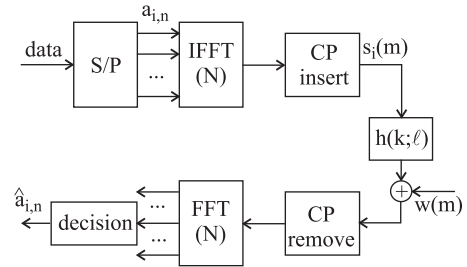 a_{i,n}
data
S/P
...
IFFT
(N)
CP
insert
s_i(m)
h(k;ℓ)
+
w(m)
CP
remove
FFT
(N)
...
...
decision
â_{i,n}